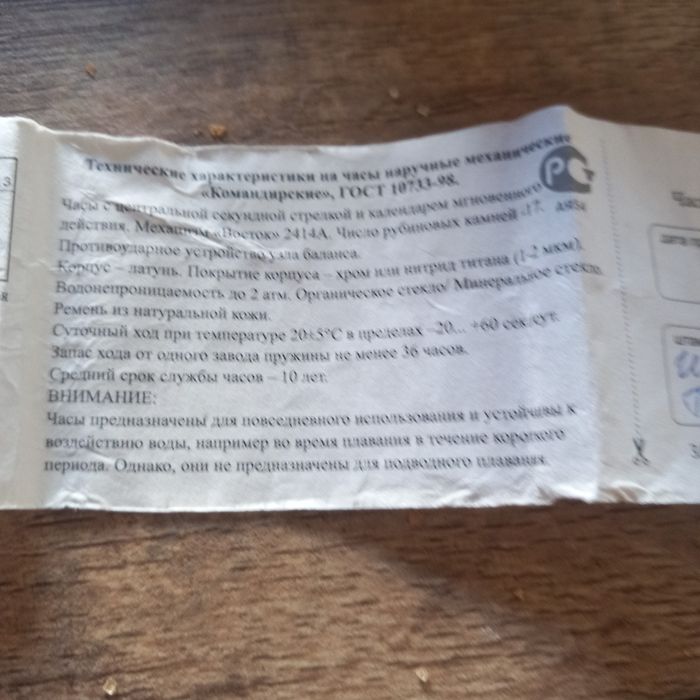 Технические характеристики на часы наручные механические
«Командирские», ГОСТ 10733-98.
Часы с центральной секундной стрелкой и календарем мгновенного
действия. Механизм «Восток» 2414А. Число рубиновых камней -17.
Противоударное устройство узла баланса.
Корпус – латунь. Покрытие корпуса – хром или нитрид титана (1-2 мкм).
Водонепроницаемость до 2 атм. Органическое стекло/ Минеральное стекло.
Ремень из натуральной кожи.
Суточный ход при температуре 20±5°С в пределах –20... +60 сек/сут.
Запас хода от одного завода пружины не менее 36 часов.
Средний срок службы часов – 10 лет.
ВНИМАНИЕ:
Часы предназначены для повседневного использования и устойчивы к
воздействию воды, например во время плавания в течение короткого
периода. Однако, они не предназначены для подводного плавания.